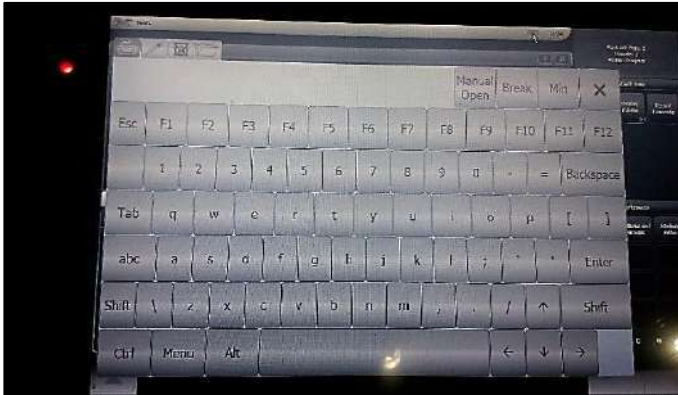 Manual Open Break Min ×
Esc F1 F2 F3 F4 F5 F6 F7 F8 F9 F10 F11 F12
1 2 3 4 5 6 7 8 9 0 - = Backspace
Tab q w e r t y u i o p [ ]
abc a s d f g h j k l ; ' Enter
Shift \ z x c v b n m , . / ↑ Shift
Ctrl Menu Alt ← ↓ →